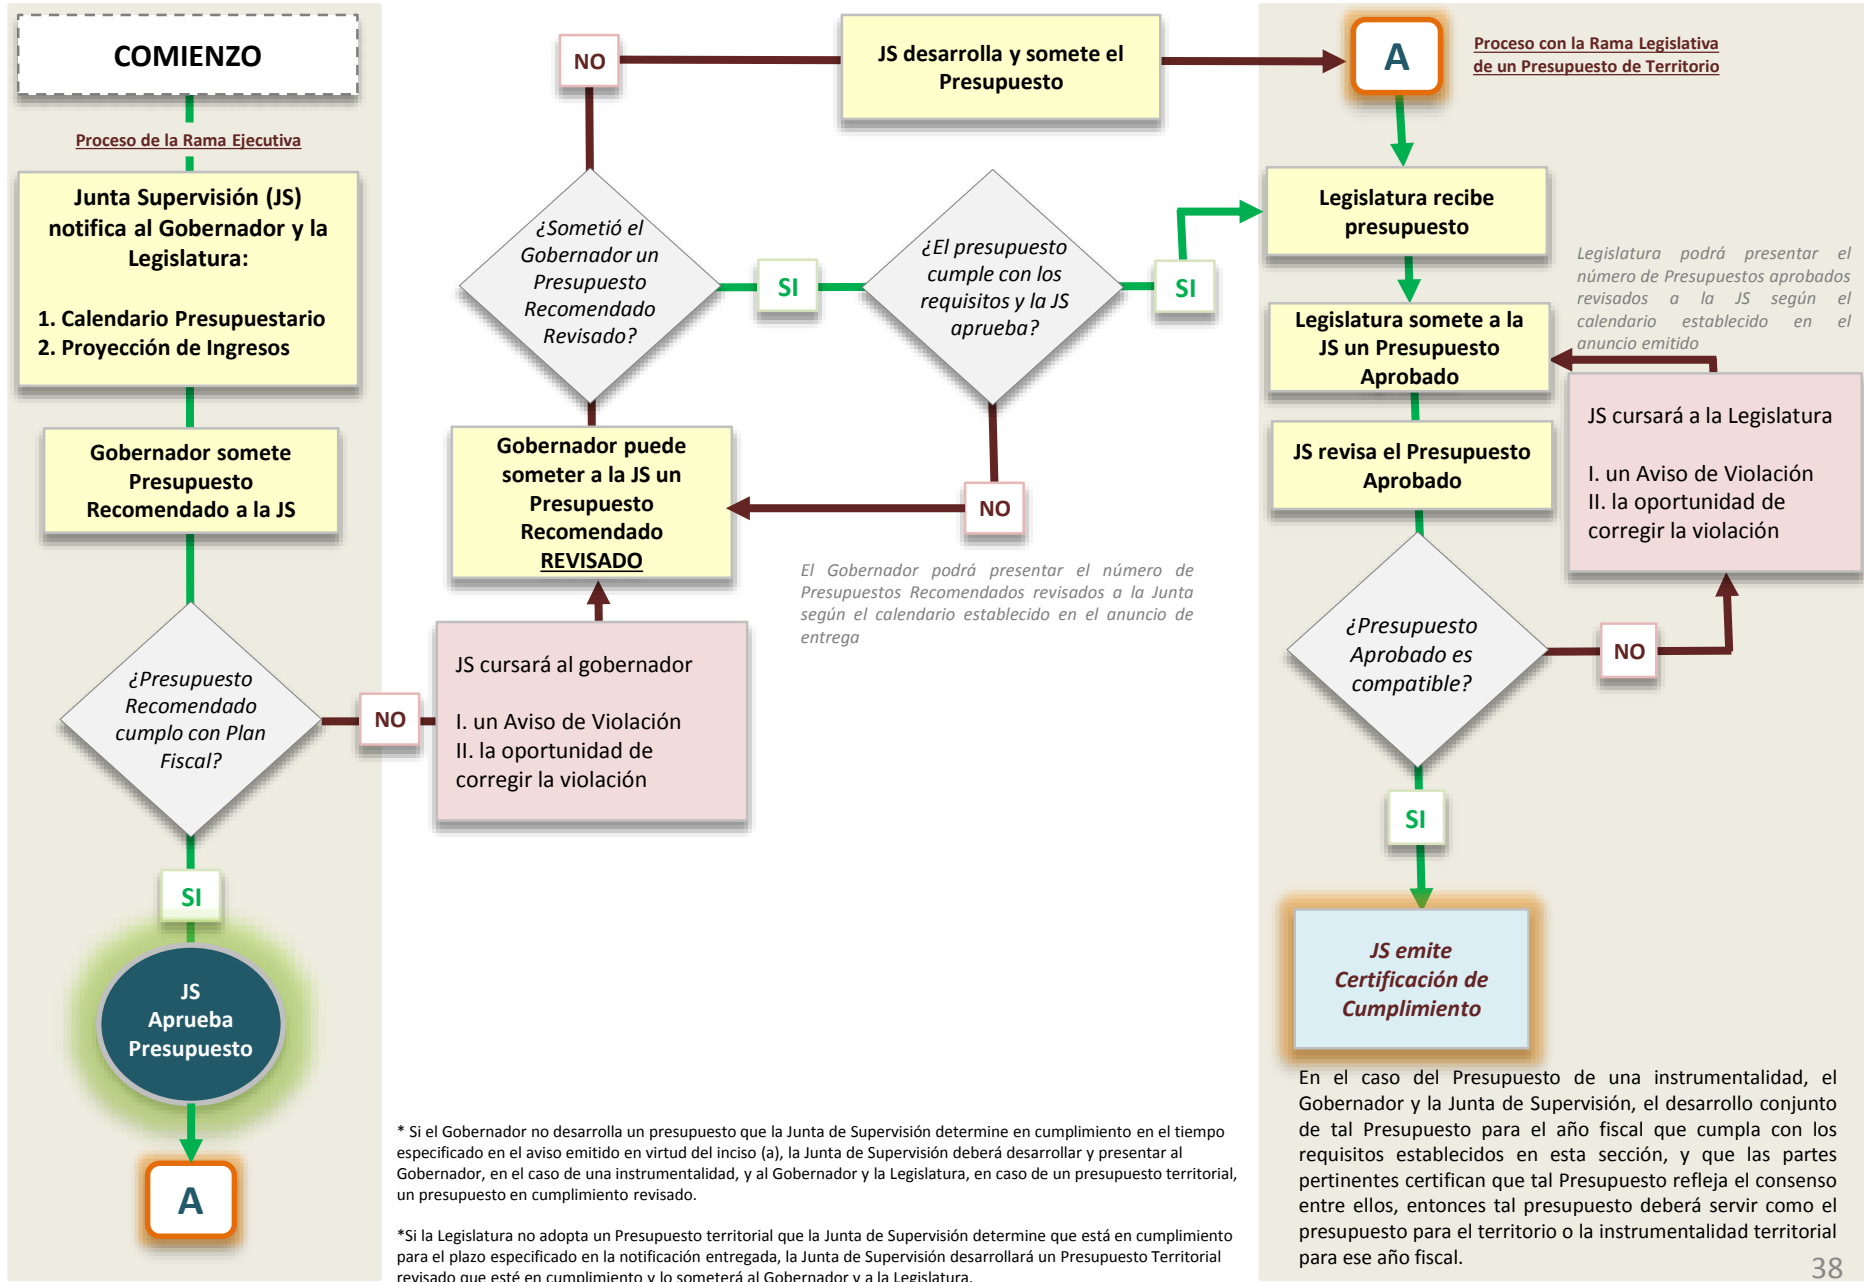 COMIENZO
Proceso de la Rama Ejecutiva
Junta Supervisión (JS)
notifica al Gobernador y la
Legislatura:
1. Calendario Presupuestario
2. Proyección de Ingresos
Gobernador somete
Presupuesto
Recomendado a la JS
¿Presupuesto
Recomendado
cumplo con Plan
Fiscal?
NO
SI
JS
Aprueba
Presupuesto
A
JS cursará al gobernador
I. un Aviso de Violación
II. la oportunidad de
corregir la violación
Gobernador puede
someter a la JS un
Presupuesto
Recomendado
REVISADO
¿Sometió el
Gobernador un
Presupuesto
Recomendado
Revisado?
NO
JS desarrolla y somete el
Presupuesto
SI
¿El presupuesto
cumple con los
requisitos y la JS
aprueba?
SI
NO
El Gobernador podrá presentar el número de
Presupuestos Recomendados revisados a la Junta
según el calendario establecido en el anuncio de
entrega
* Si el Gobernador no desarrolla un presupuesto que la Junta de Supervisión determine en cumplimiento en el tiempo
especificado en el aviso emitido en virtud del inciso (a), la Junta de Supervisión deberá desarrollar y presentar al
Gobernador, en el caso de una instrumentalidad, y al Gobernador y la Legislatura, en caso de un presupuesto territorial,
un presupuesto en cumplimiento revisado.
*Si la Legislatura no adopta un Presupuesto territorial que la Junta de Supervisión determine que está en cumplimiento
para el plazo especificado en la notificación entregada, la Junta de Supervisión desarrollará un Presupuesto Territorial
revisado que esté en cumplimiento y lo someterá al Gobernador y a la Legislatura.
A
Proceso con la Rama Legislativa
de un Presupuesto de Territorio
Legislatura recibe
presupuesto
Legislatura podrá presentar el
número de Presupuestos aprobados
revisados a la JS según el
calendario establecido en el
anuncio emitido
Legislatura somete a la
JS un Presupuesto
Aprobado
JS revisa el Presupuesto
Aprobado
JS cursará a la Legislatura
I. un Aviso de Violación
II. la oportunidad de
corregir la violación
¿Presupuesto
Aprobado es
compatible?
NO
SI
JS emite
Certificación de
Cumplimiento
En el caso del Presupuesto de una instrumentalidad, el
Gobernador y la Junta de Supervisión, el desarrollo conjunto
de tal Presupuesto para el año fiscal que cumpla con los
requisitos establecidos en esta sección, y que las partes
pertinentes certifican que tal Presupuesto refleja el consenso
entre ellos, entonces tal presupuesto deberá servir como el
presupuesto para el territorio o la instrumentalidad territorial
para ese año fiscal.
38